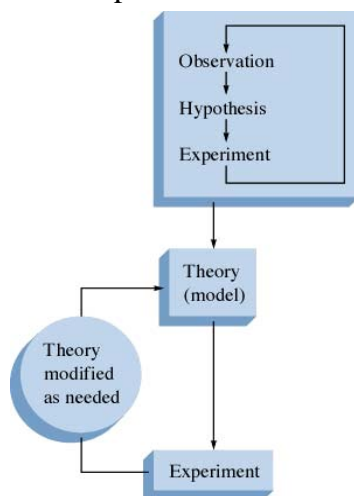 Observation
Hypothesis
Experiment
Theory
(model)
Theory
modified
as needed
Experiment